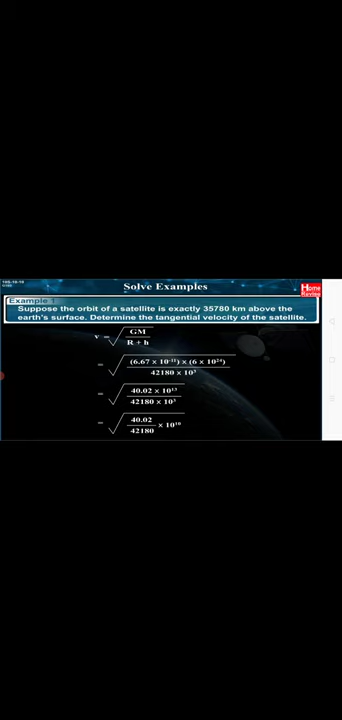 Solve Examples
Home Revise
Example 1
Suppose the orbit of a satellite is exactly 35780 km above the
earth's surface. Determine the tangential velocity of the satellite.
v = √(GM / (R + h))
= √((6.67 × 10⁻¹¹) × (6 × 10²⁴) / (42180 × 10³))
= √(40.02 × 10¹³ / (42180 × 10³))
= √(40.02 / 42180 × 10¹⁰)